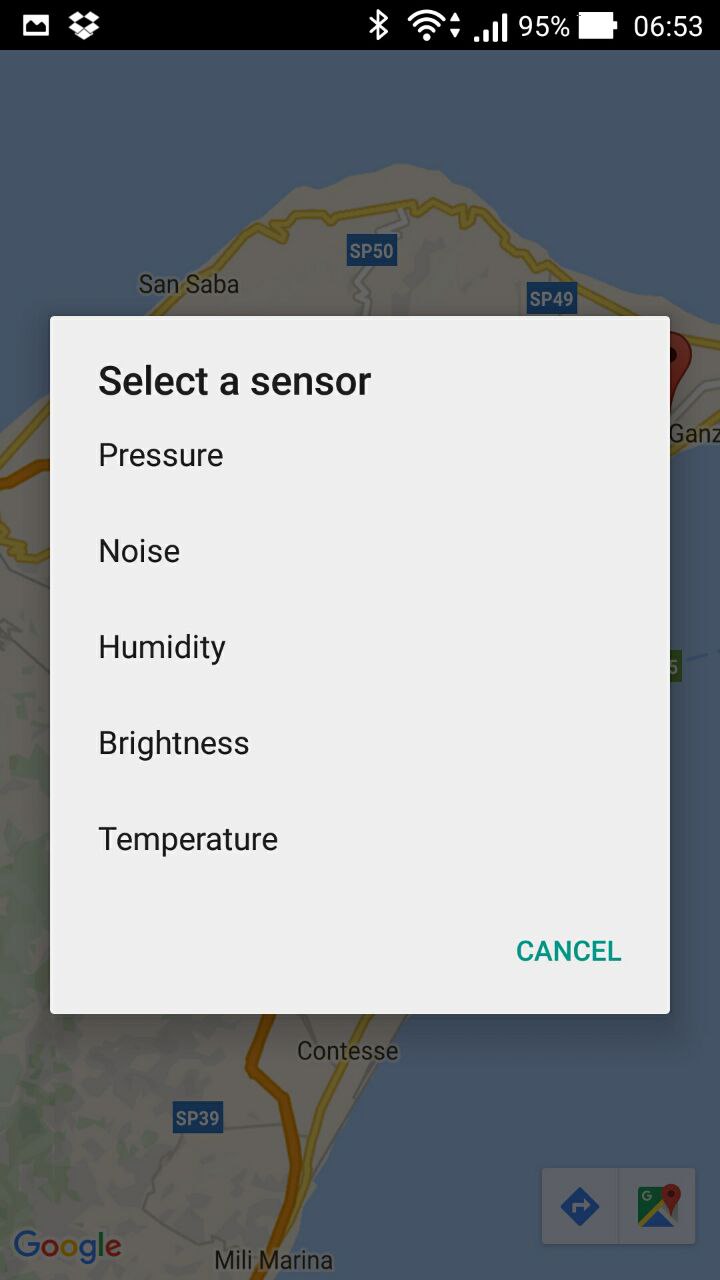 95% 06:53
SP50
San Saba
SP49
Select a sensor
Pressure
Ganz
Noise
Humidity
5
Brightness
Temperature
CANCEL
Contesse
SP39
G
Google
Mili Marina